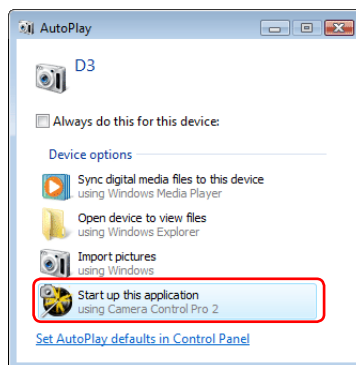 AutoPlay
D3
Always do this for this device:
Device options
Sync digital media files to this device
using Windows Media Player
Open device to view files
using Windows Explorer
Import pictures
using Windows
Start up this application
using Camera Control Pro 2
Set AutoPlay defaults in Control Panel